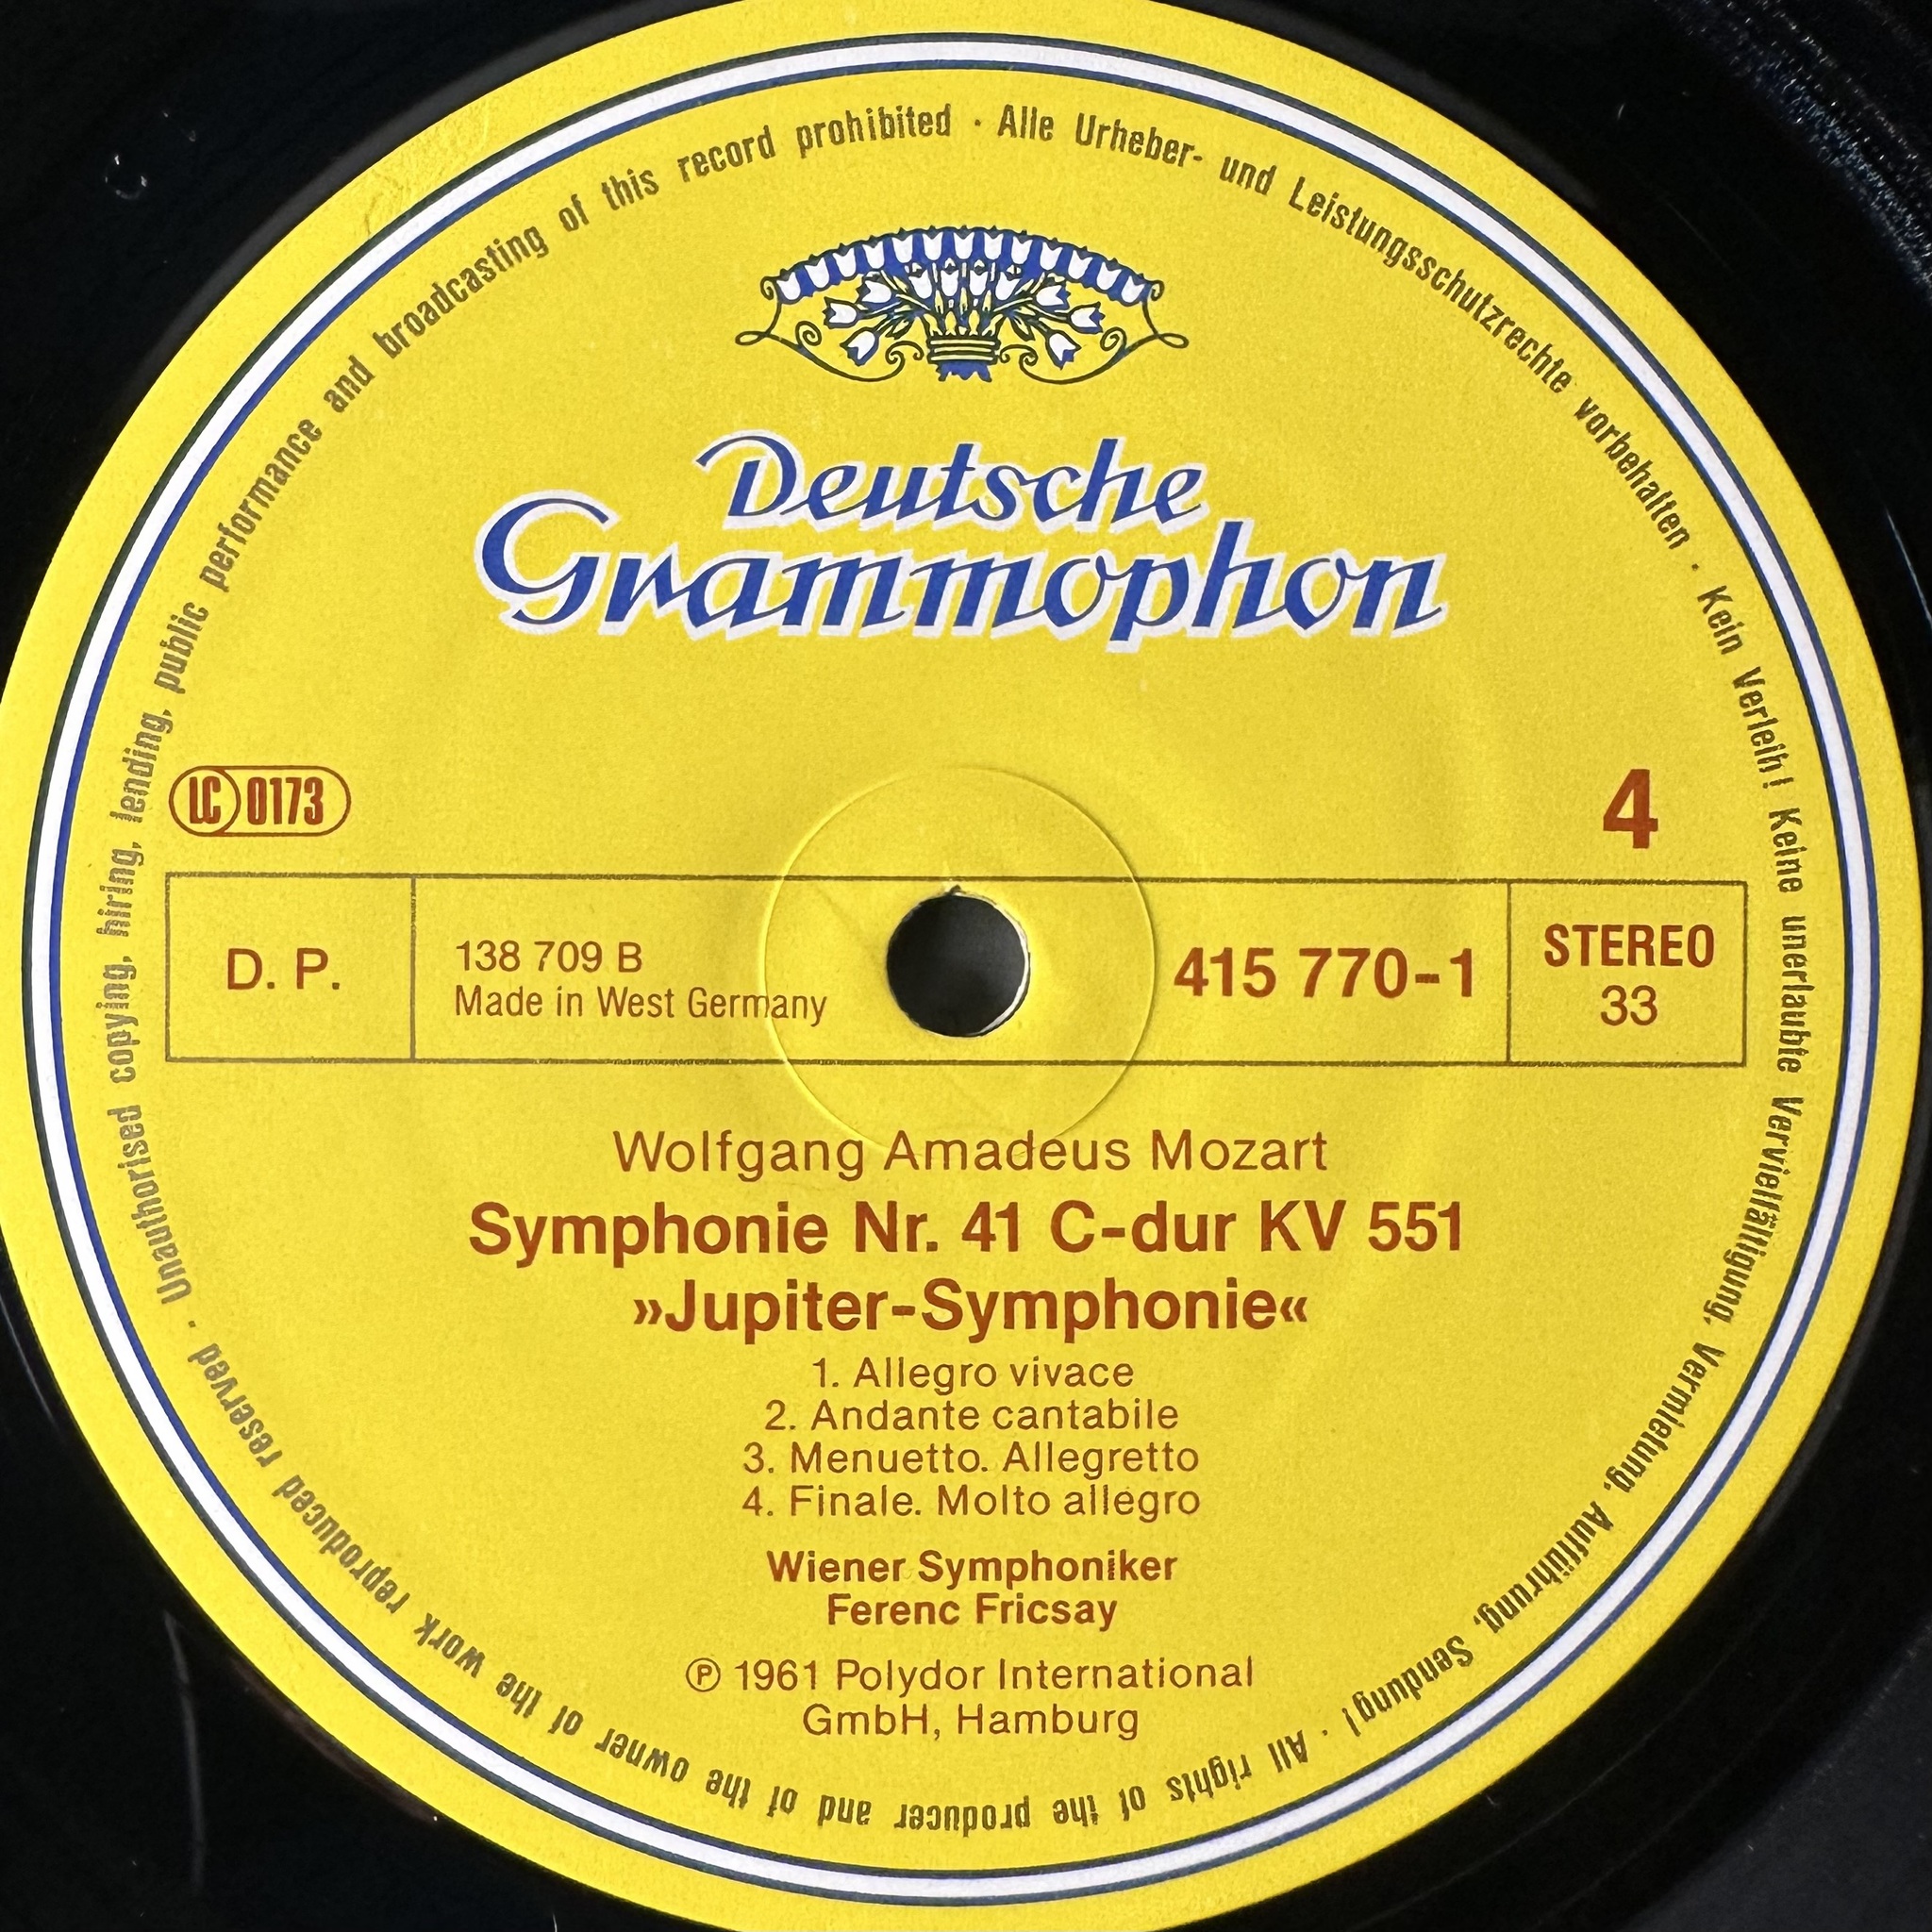 Deutsche
Grammophon
LC 0173
4
D. P.
138 709 B
Made in West Germany
415 770-1
STEREO
33
Wolfgang Amadeus Mozart
Symphonie Nr. 41 C-dur KV 551
»Jupiter-Symphonie«
1. Allegro vivace
2. Andante cantabile
3. Menuetto. Allegretto
4. Finale. Molto allegro
Wiener Symphoniker
Ferenc Fricsay
Ⓟ 1961 Polydor International
GmbH, Hamburg
Alle Urheber- und Leistungsschutzrechte vorbehalten · Kein Verleih! Keine unerlaubte Vervielfältigung, Vermietung, Aufführung, Sendung! · All rights of the producer and of the owner of the work reproduced reserved · Unauthorised copying, hiring, lending, public performance and broadcasting of this record prohibited ·